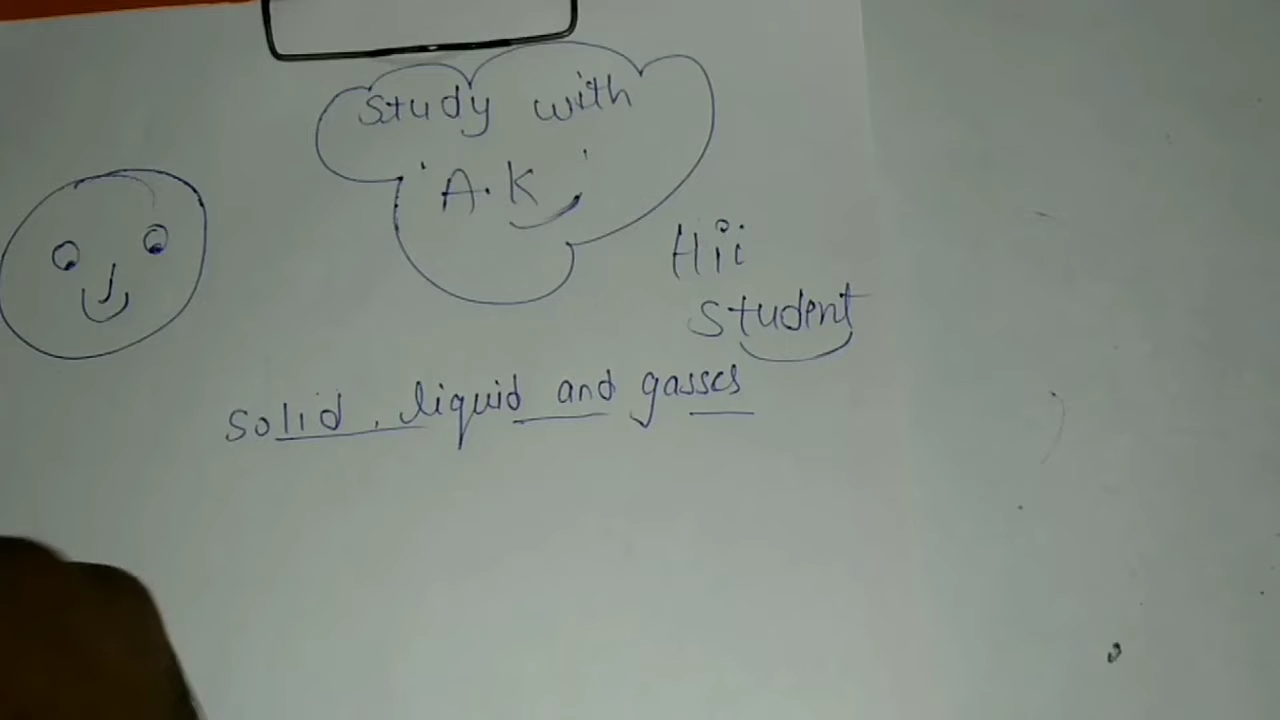 Study with
'A.K'
Hii
Student
Solid, liquid and gasses